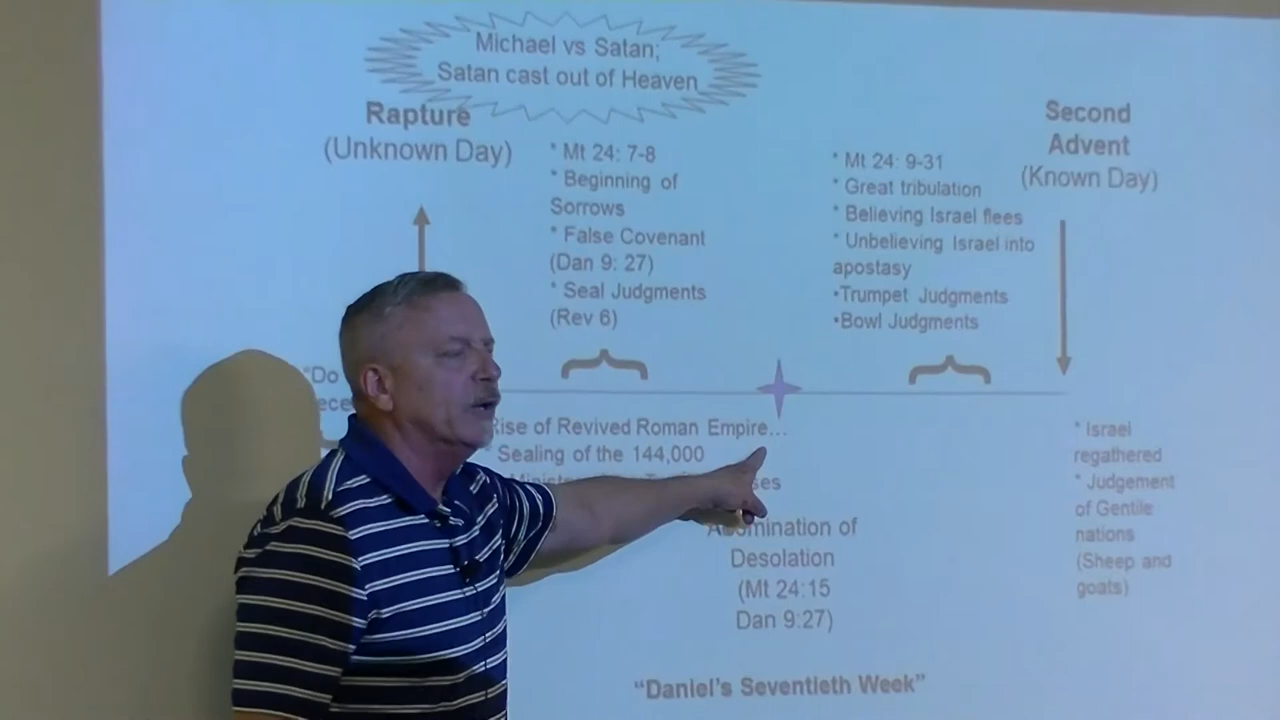 Michael vs Satan;
Satan cast out of Heaven
Rapture
(Unknown Day)
* Mt 24: 7-8
* Beginning of
Sorrows
* False Covenant
(Dan 9: 27)
* Seal Judgments
(Rev 6)
* Mt 24: 9-31
* Great tribulation
* Believing Israel flees
* Unbelieving Israel into
apostasy
•Trumpet Judgments
•Bowl Judgments
Second
Advent
(Known Day)
"Do
Rise of Revived Roman Empire...
* Sealing of the 144,000
Abomination of
Desolation
(Mt 24:15
Dan 9:27)
* Israel
regathered
* Judgement
of Gentile
nations
(Sheep and
goats)
"Daniel's Seventieth Week"